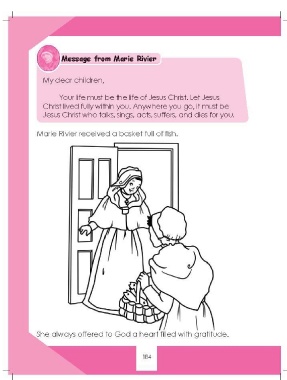 Message from Marie Rivier
My dear children,
Your life must be the life of Jesus Christ. Let Jesus
Christ lived fully within you. Anywhere you go, it must be
Jesus Christ who talks, sings, acts, suffers, and dies for you.
Marie Rivier received a basket full of fish.
She always offered to God a heart filled with gratitude.
184